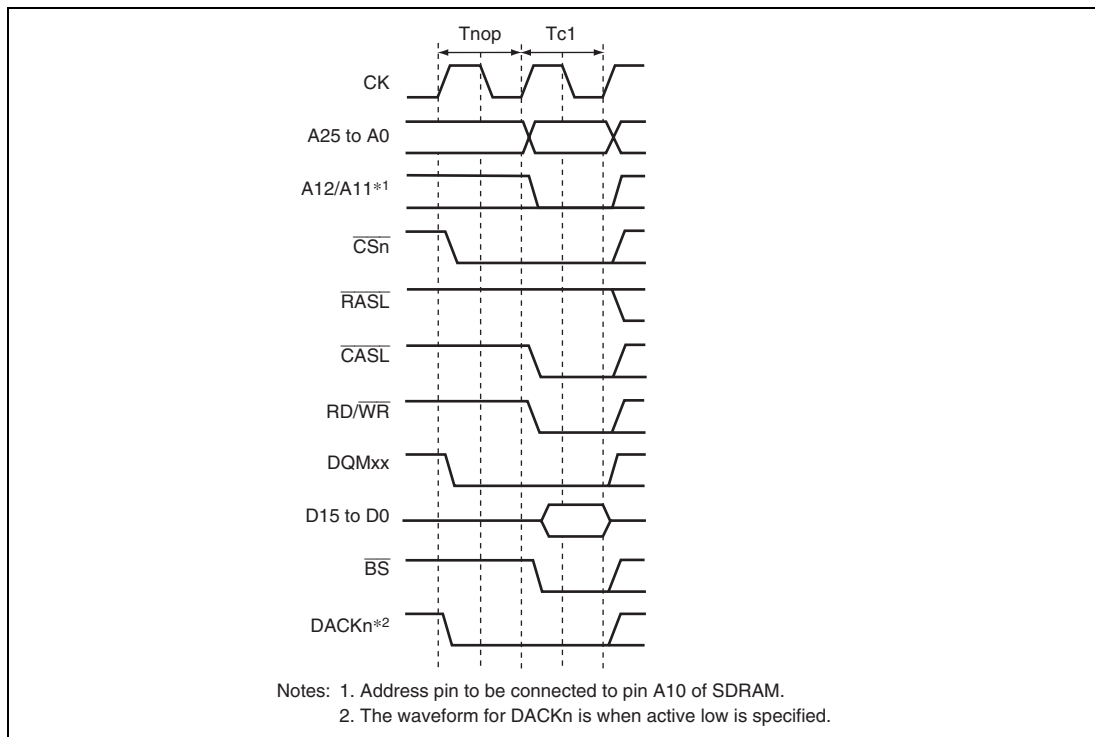 Tnop Tc1
CK
A25 to A0
A12/A11*1
CSn
RASL
CASL
RD/WR
DQMxx
D15 to D0
BS
DACKn*2
Notes: 1. Address pin to be connected to pin A10 of SDRAM.
2. The waveform for DACKn is when active low is specified.